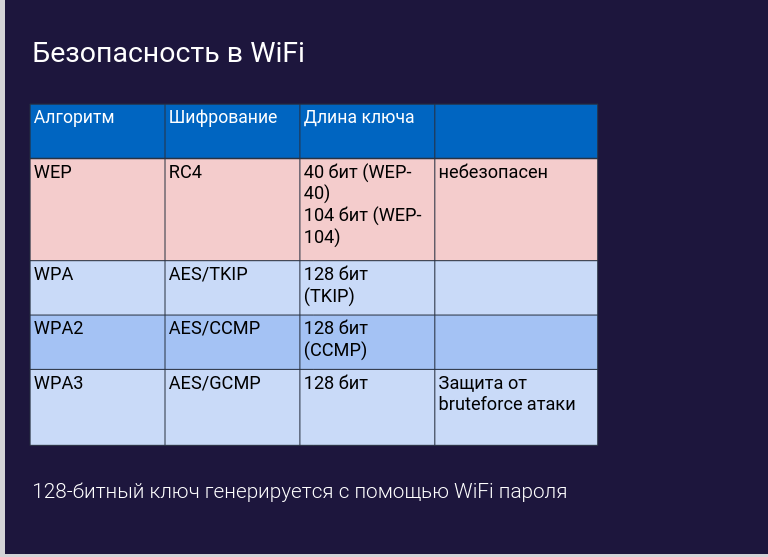 Безопасность в WiFi
Алгоритм Шифрование Длина ключа
WEP RC4 40 бит (WEP- небезопасен
40)
104 бит (WEP-
104)
WPA AES/TKIP 128 бит
(TKIP)
WPA2 AES/CCMP 128 бит
(CCMP)
WPA3 AES/GCMP 128 бит Защита от
bruteforce атаки
128-битный ключ генерируется с помощью WiFi пароля